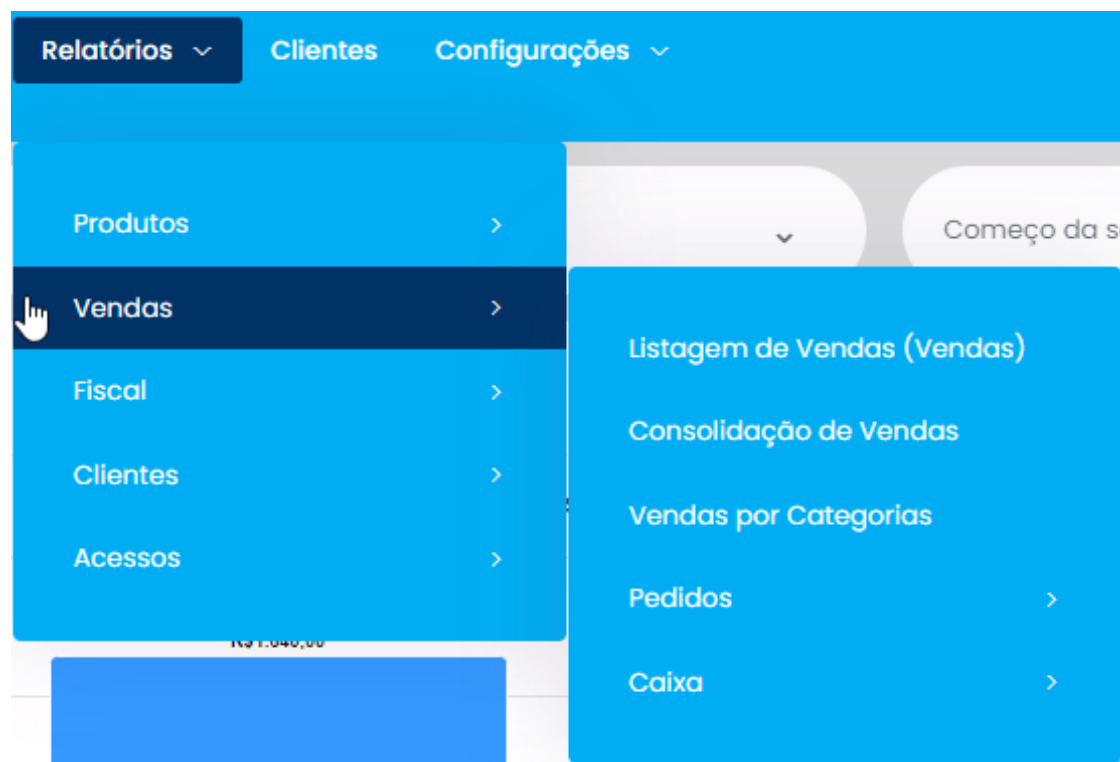 Relatórios
Clientes
Configurações
Produtos
Começo da
Vendas
Listagem de Vendas (Vendas)
Fiscal
Consolidação de Vendas
Clientes
Vendas por Categorias
Acessos
Pedidos
Caixa